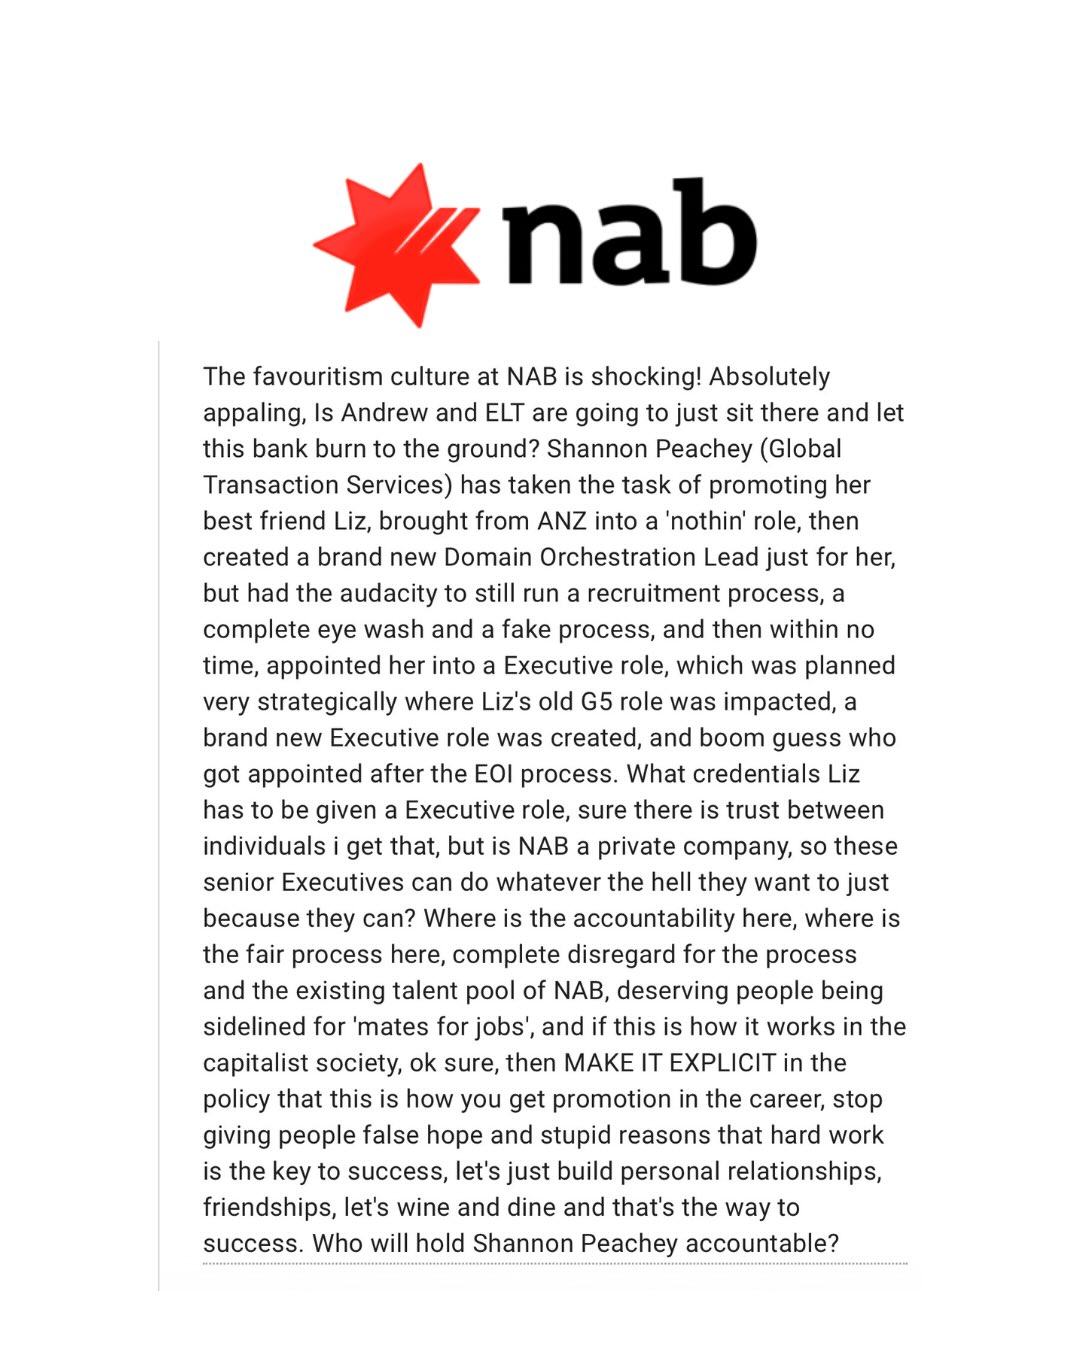 nab
The favouritism culture at NAB is shocking! Absolutely
appaling, Is Andrew and ELT are going to just sit there and let
this bank burn to the ground? Shannon Peachey (Global
Transaction Services) has taken the task of promoting her
best friend Liz, brought from ANZ into a 'nothin' role, then
created a brand new Domain Orchestration Lead just for her,
but had the audacity to still run a recruitment process, a
complete eye wash and a fake process, and then within no
time, appointed her into a Executive role, which was planned
very strategically where Liz's old G5 role was impacted, a
brand new Executive role was created, and boom guess who
got appointed after the EOI process. What credentials Liz
has to be given a Executive role, sure there is trust between
individuals i get that, but is NAB a private company, so these
senior Executives can do whatever the hell they want to just
because they can? Where is the accountability here, where is
the fair process here, complete disregard for the process
and the existing talent pool of NAB, deserving people being
sidelined for 'mates for jobs', and if this is how it works in the
capitalist society, ok sure, then MAKE IT EXPLICIT in the
policy that this is how you get promotion in the career, stop
giving people false hope and stupid reasons that hard work
is the key to success, let's just build personal relationships,
friendships, let's wine and dine and that's the way to
success. Who will hold Shannon Peachey accountable?